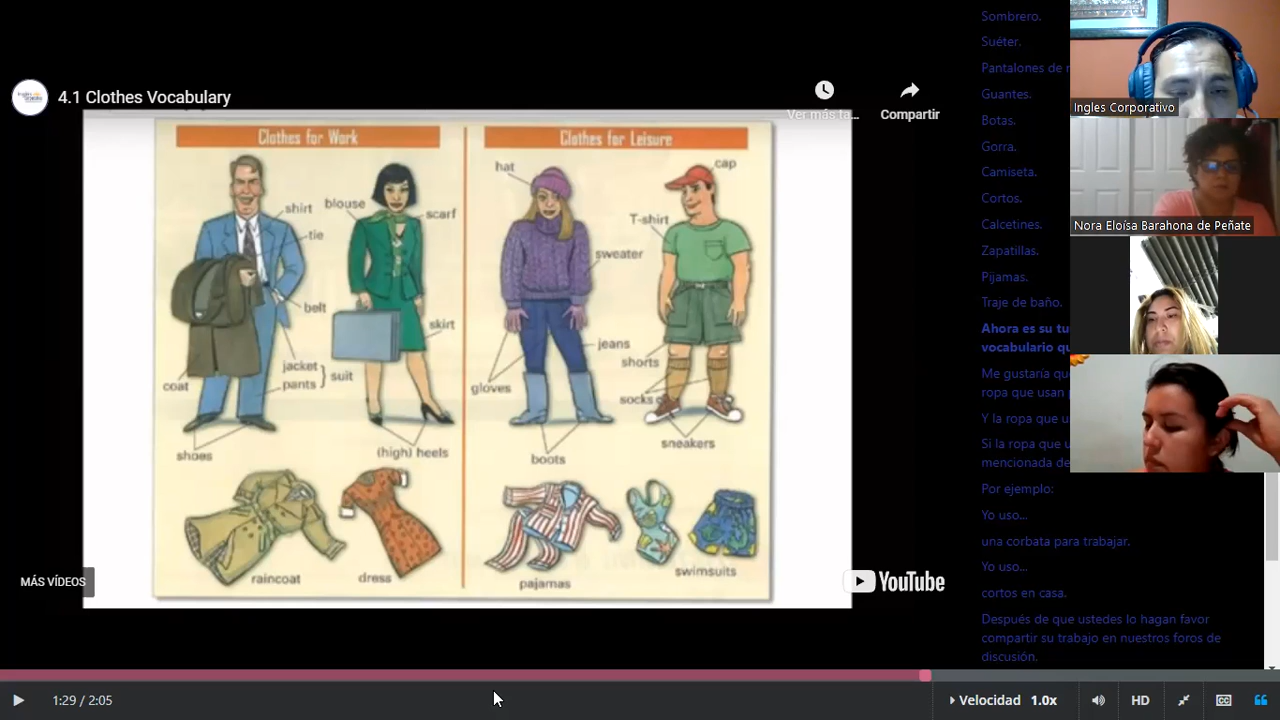 4.1 Clothes Vocabulary
Ver más ta...
Compartir
Clothes for Work
Clothes for Leisure
shirt
blouse
scarf
tie
belt
skirt
jacket
pants
suit
coat
shoes
(high) heels
raincoat
dress
hat
cap
T-shirt
sweater
jeans
shorts
gloves
socks
sneakers
boots
pajamas
swimsuits
MÁS VÍDEOS
YouTube
1:29 / 2:05
Velocidad 1.0x
HD
Sombrero.
Suéter.
Pantalones de
Guantes.
Botas.
Gorra.
Camiseta.
Cortos.
Calcetines.
Zapatillas.
Pijamas.
Traje de baño.
Ahora es su
vocabulario
Me gustaría
ropa que usan
Y la ropa que
Si la ropa que
mencionada
Por ejemplo:
Yo uso...
una corbata para trabajar.
Yo uso...
cortos en casa.
Después de que ustedes lo hagan favor
compartir su trabajo en nuestros foros de
discusión.
Ingles Corporativo
Nora Eloísa Barahona de Peñate